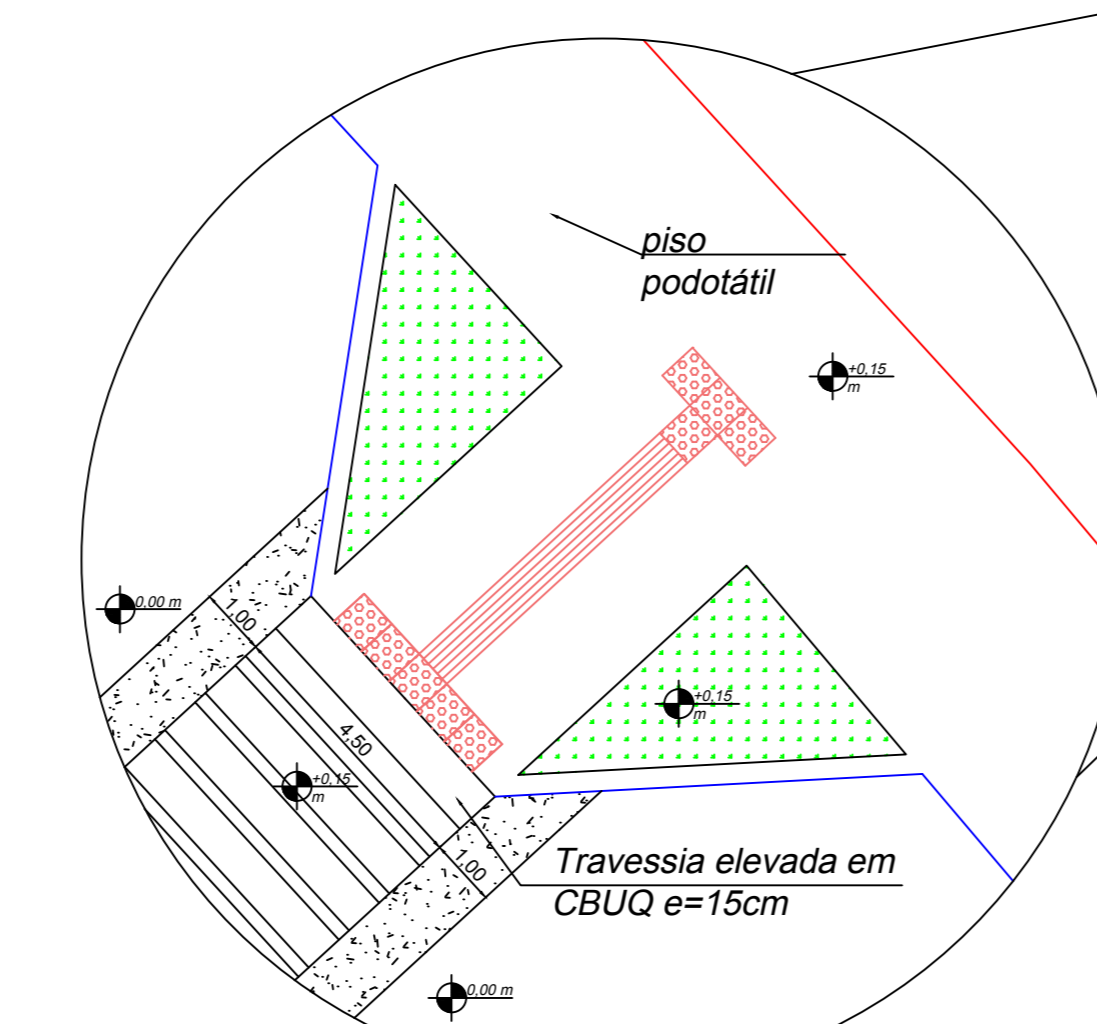 piso
podotátil
+0,15
m
0,00 m
1,00
+0,15
m
4,50
+0,15
m
1,00
Travessia elevada em
CBUQ e=15cm
0,00 m